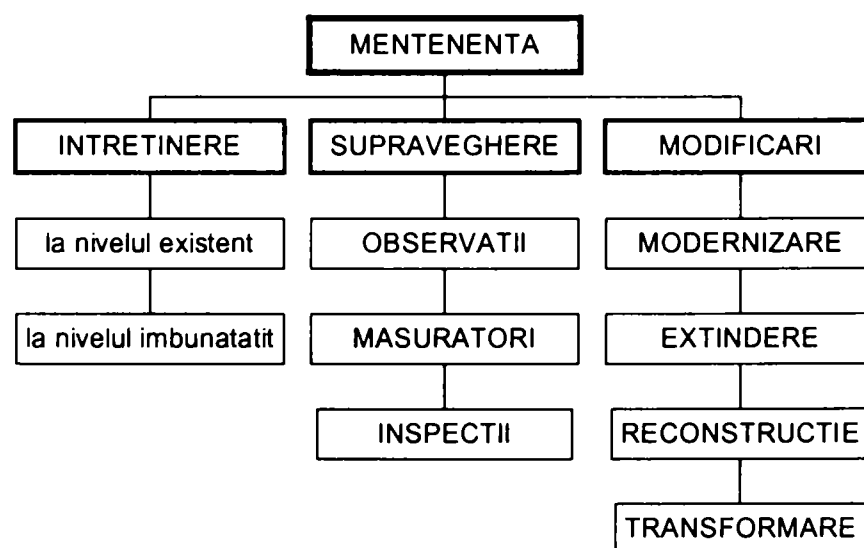 MENTENENTA
INTRETINERE
SUPRAVEGHERE
MODIFICARI
la nivelul existent
OBSERVATII
MODERNIZARE
la nivelul imbunatatit
MASURATORI
EXTINDERE
INSPECTII
RECONSTRUCTIE
TRANSFORMARE